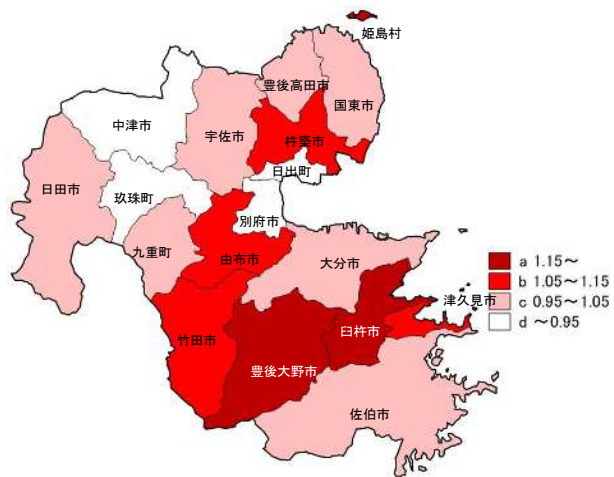 姫島村
豊後高田市
国東市
中津市
宇佐市
杵築市
日出町
日田市
玖珠町
別府市
九重町
由布市
大分市
a 1.15～
b 1.05～1.15
津久見市
c 0.95～1.05
d ～0.95
臼杵市
竹田市
豊後大野市
佐伯市